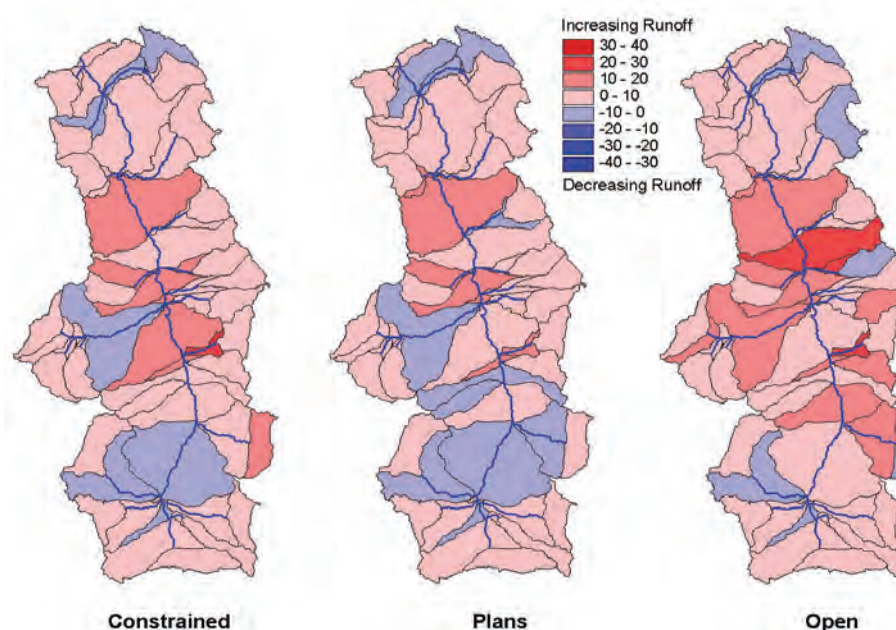 Increasing Runoff
30 - 40
20 - 30
10 - 20
0 - 10
-10 - 0
-20 - -10
-30 - -20
-40 - -30
Decreasing Runoff
Constrained
Plans
Open